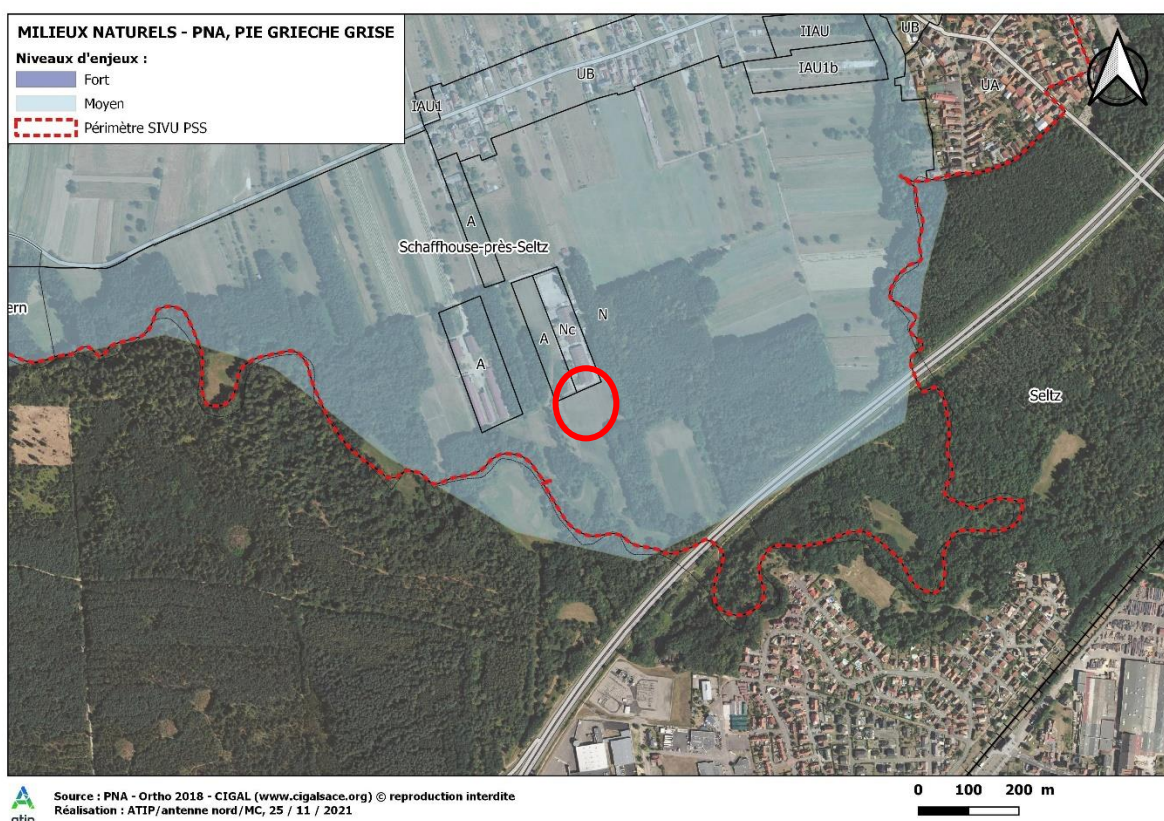 MILIEUX NATURELS - PNA, PIE GRIECHE GRISE
Niveaux d'enjeux :
Fort
Moyen
Périmètre SIVU PSS
IIAU
UB
UB
IAU1b
UA
IAU1
A
Schaffhouse-près-Seltz
ern
Nc
N
A
A
Seltz
Source : PNA - Ortho 2018 - CIGAL (www.cigalsace.org) © reproduction interdite
Réalisation : ATIP/antenne nord/MC, 25 / 11 / 2021
atip
0 100 200 m